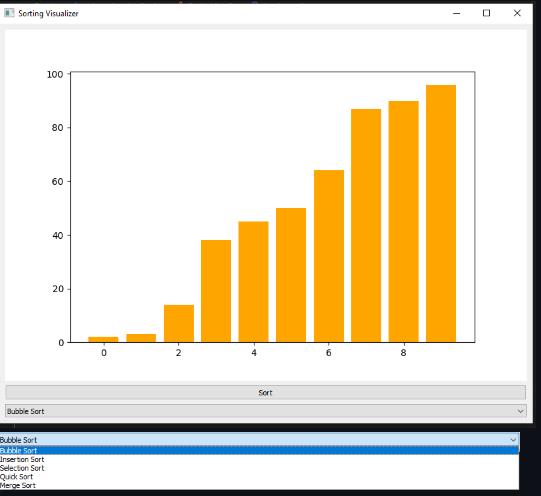 Sorting Visualizer
100
80
60
40
20
0
0 2 4 6 8
Sort
Bubble Sort
Bubble Sort
Bubble Sort
Insertion Sort
Selection Sort
Quick Sort
Merge Sort